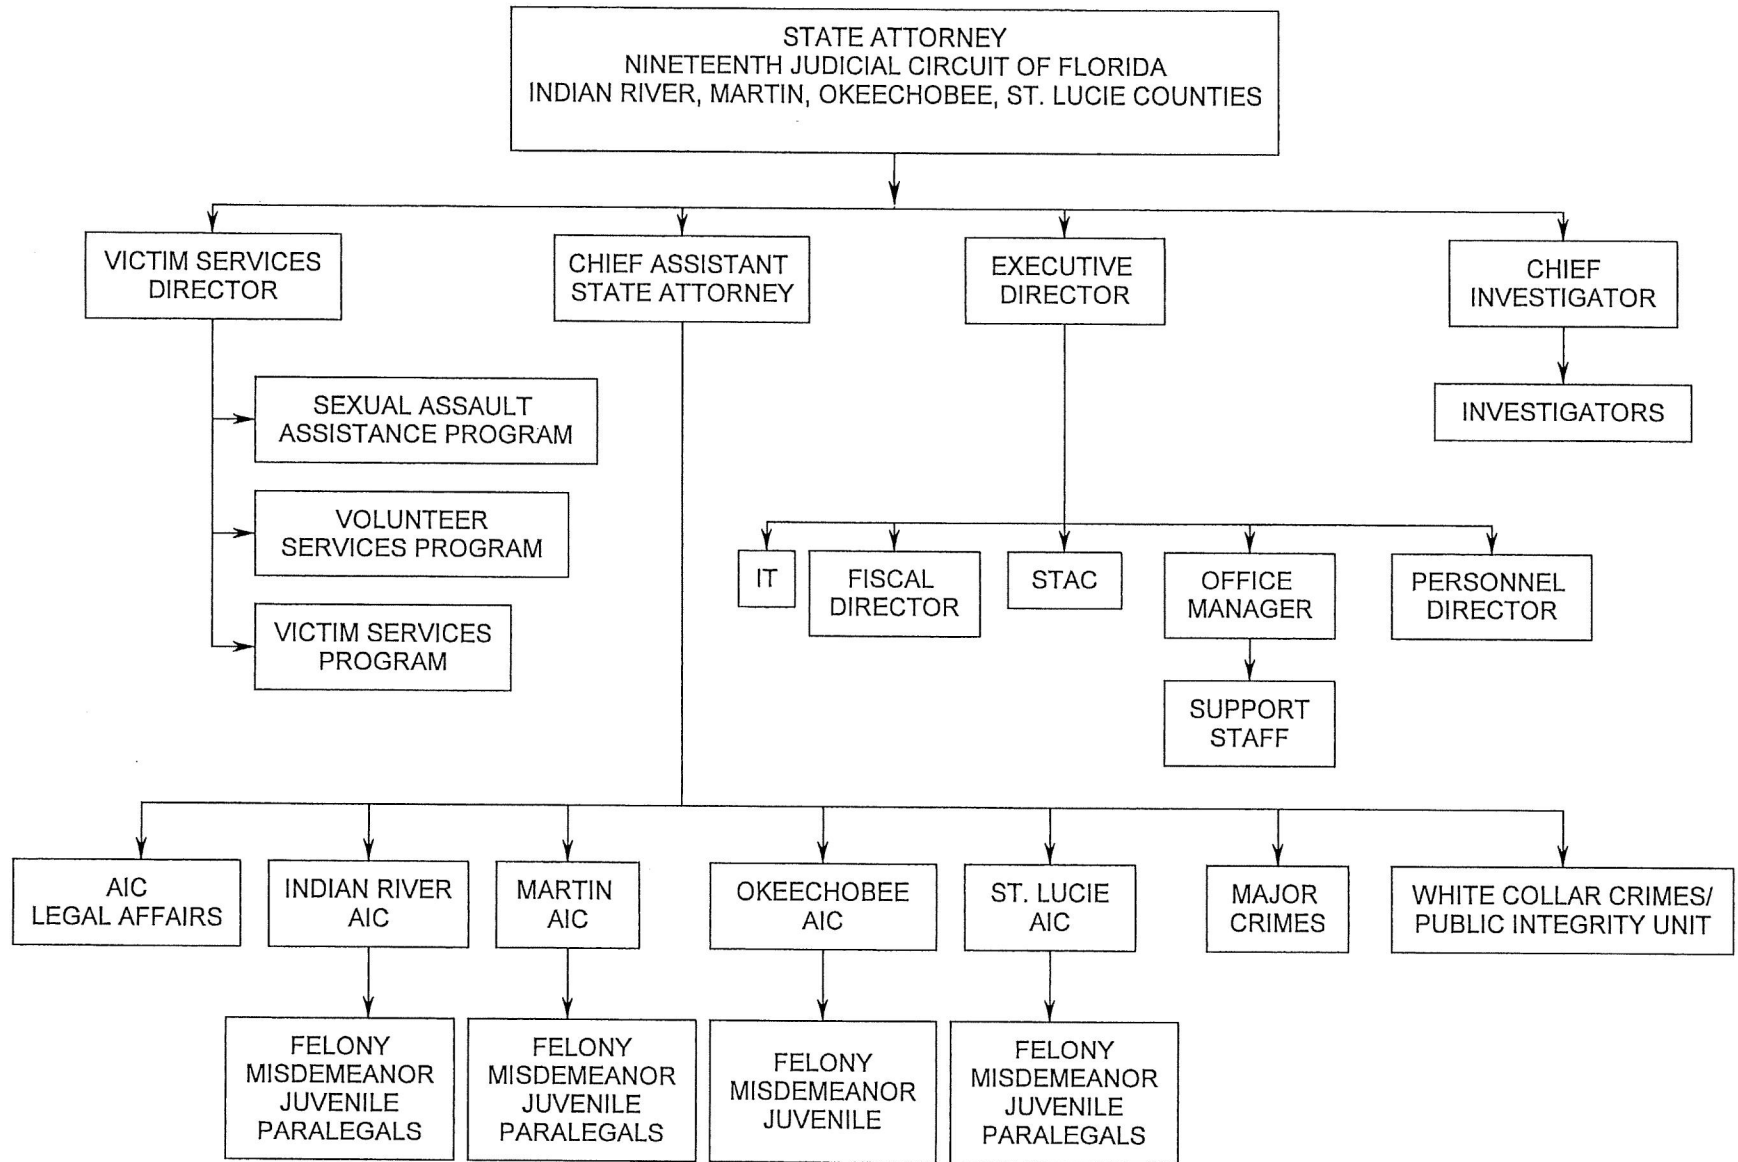 STATE ATTORNEY
NINETEENTH JUDICIAL CIRCUIT OF FLORIDA
INDIAN RIVER, MARTIN, OKEECHOBEE, ST. LUCIE COUNTIES
VICTIM SERVICES
DIRECTOR
CHIEF ASSISTANT
STATE ATTORNEY
EXECUTIVE
DIRECTOR
CHIEF
INVESTIGATOR
SEXUAL ASSAULT
ASSISTANCE PROGRAM
VOLUNTEER
SERVICES PROGRAM
VICTIM SERVICES
PROGRAM
INVESTIGATORS
IT
FISCAL
DIRECTOR
STAC
OFFICE
MANAGER
PERSONNEL
DIRECTOR
SUPPORT
STAFF
AIC
LEGAL AFFAIRS
INDIAN RIVER
AIC
MARTIN
AIC
OKEECHOBEE
AIC
ST. LUCIE
AIC
MAJOR
CRIMES
WHITE COLLAR CRIMES/
PUBLIC INTEGRITY UNIT
FELONY
MISDEMEANOR
JUVENILE
PARALEGALS
FELONY
MISDEMEANOR
JUVENILE
PARALEGALS
FELONY
MISDEMEANOR
JUVENILE
FELONY
MISDEMEANOR
JUVENILE
PARALEGALS